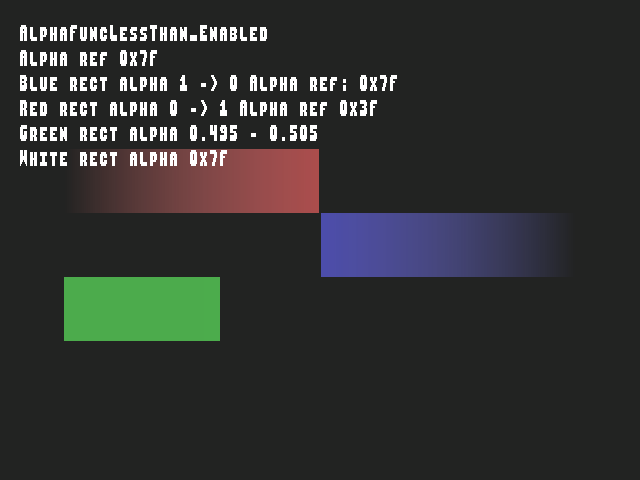 AlphaFuncLessThan_Enabled
Alpha ref 0x7f
Blue rect alpha 1 -> 0 Alpha ref: 0x7f
Red rect alpha 0 -> 1 Alpha ref 0x3f
Green rect alpha 0.495 - 0.505
White rect alpha 0x7f